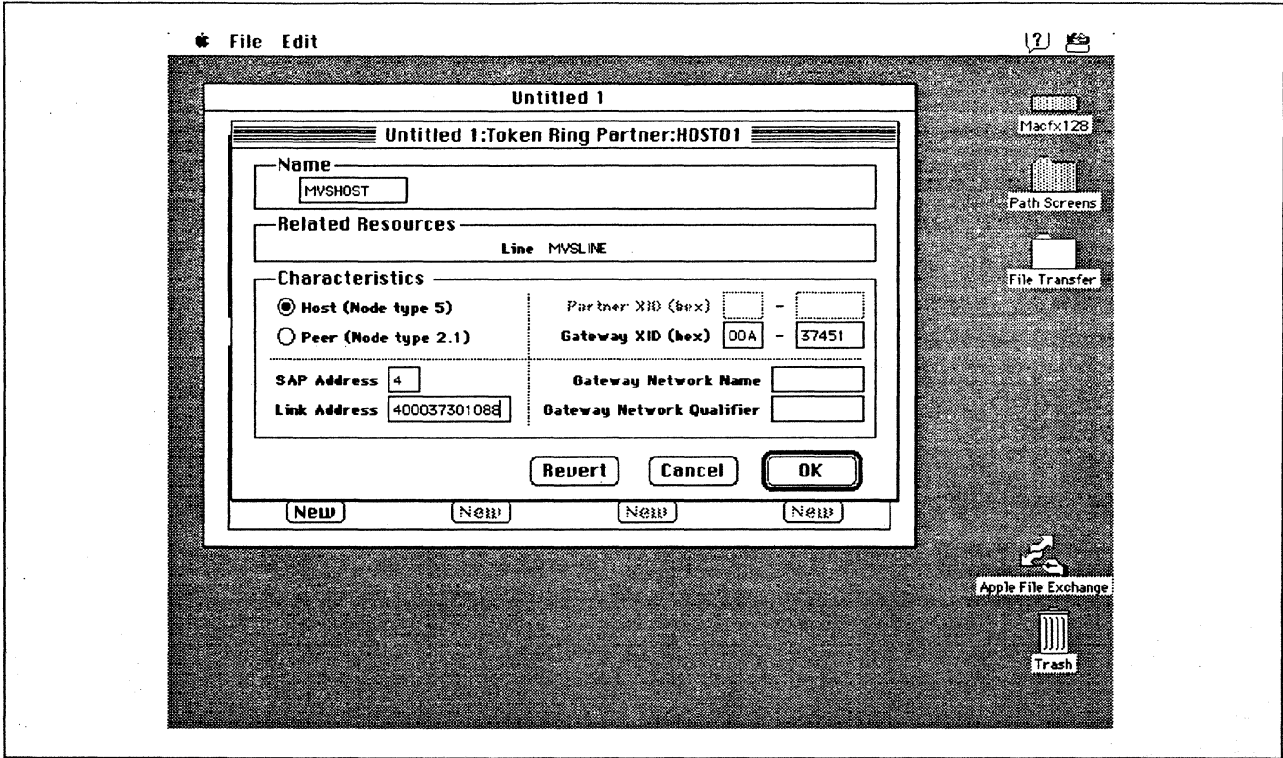 File Edit
Untitled 1
Untitled 1:Token Ring Partner:HOST01
Name
MVSHOST
Related Resources
Line MVSLINE
Characteristics
Host (Node type 5)
Peer (Node type 2.1)
Partner XID (hex) -
Gateway XID (hex) 00A - 37451
SAP Address 4
Link Address 400037301088
Gateway Network Name
Gateway Network Qualifier
Revert Cancel OK
New New New New
Macfx128
Path Screens
File Transfer
Apple File Exchange
Trash